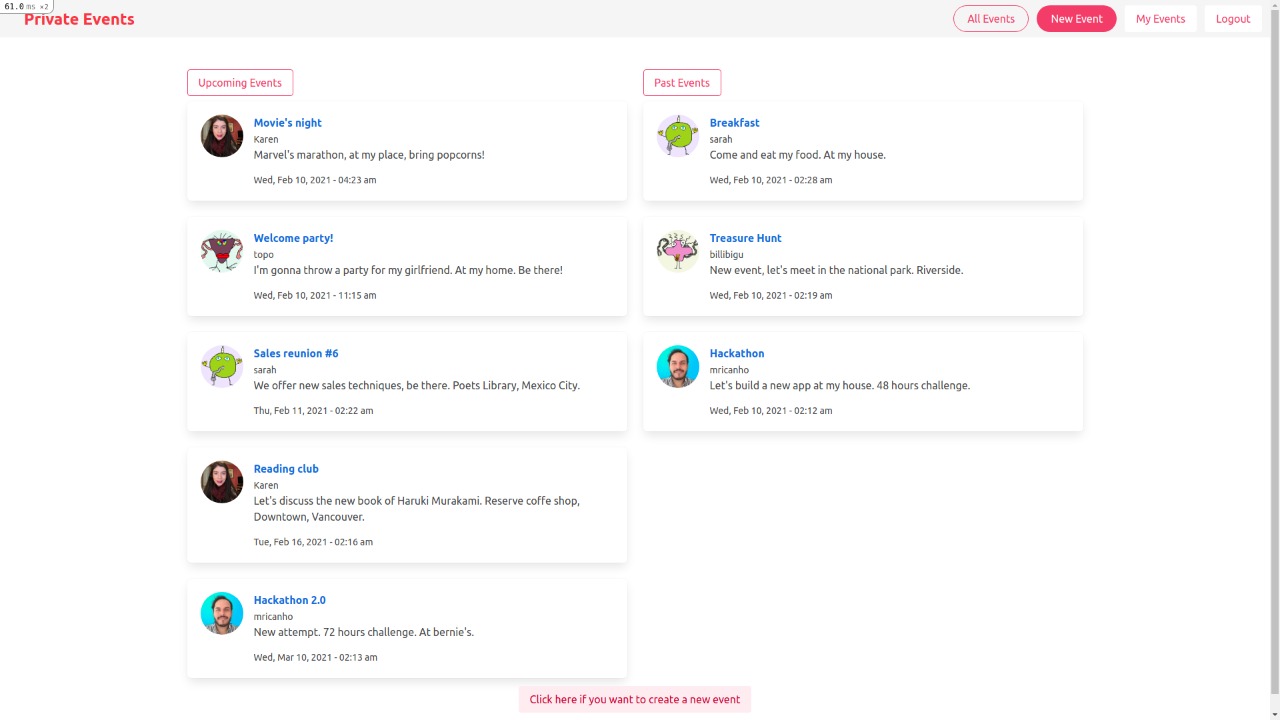 61.0 ms ×2
Private Events
All Events
New Event
My Events
Logout
Upcoming Events
Movie's night
Karen
Marvel's marathon, at my place, bring popcorns!
Wed, Feb 10, 2021 - 04:23 am
Welcome party!
topo
I'm gonna throw a party for my girlfriend. At my home. Be there!
Wed, Feb 10, 2021 - 11:15 am
Sales reunion #6
sarah
We offer new sales techniques, be there. Poets Library, Mexico City.
Thu, Feb 11, 2021 - 02:22 am
Reading club
Karen
Let's discuss the new book of Haruki Murakami. Reserve coffe shop,
Downtown, Vancouver.
Tue, Feb 16, 2021 - 02:16 am
Hackathon 2.0
mricanho
New attempt. 72 hours challenge. At bernie's.
Wed, Mar 10, 2021 - 02:13 am
Past Events
Breakfast
sarah
Come and eat my food. At my house.
Wed, Feb 10, 2021 - 02:28 am
Treasure Hunt
billibigu
New event, let's meet in the national park. Riverside.
Wed, Feb 10, 2021 - 02:19 am
Hackathon
mricanho
Let's build a new app at my house. 48 hours challenge.
Wed, Feb 10, 2021 - 02:12 am
Click here if you want to create a new event